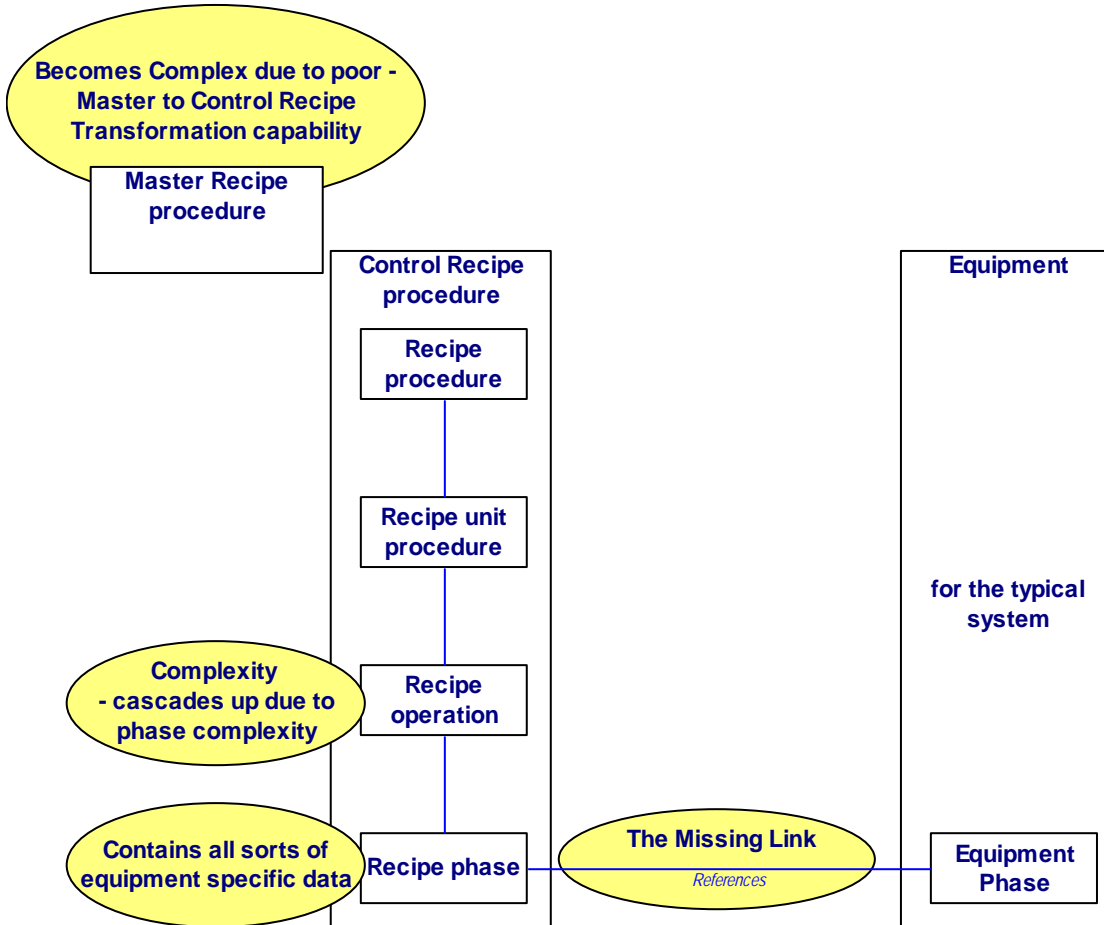 Becomes Complex due to poor -
Master to Control Recipe
Transformation capability
Master Recipe
procedure
Control Recipe
procedure
Equipment
Recipe
procedure
Recipe unit
procedure
for the typical
system
Complexity
- cascades up due to
phase complexity
Recipe
operation
Contains all sorts of
equipment specific data
Recipe phase
The Missing Link
References
Equipment
Phase